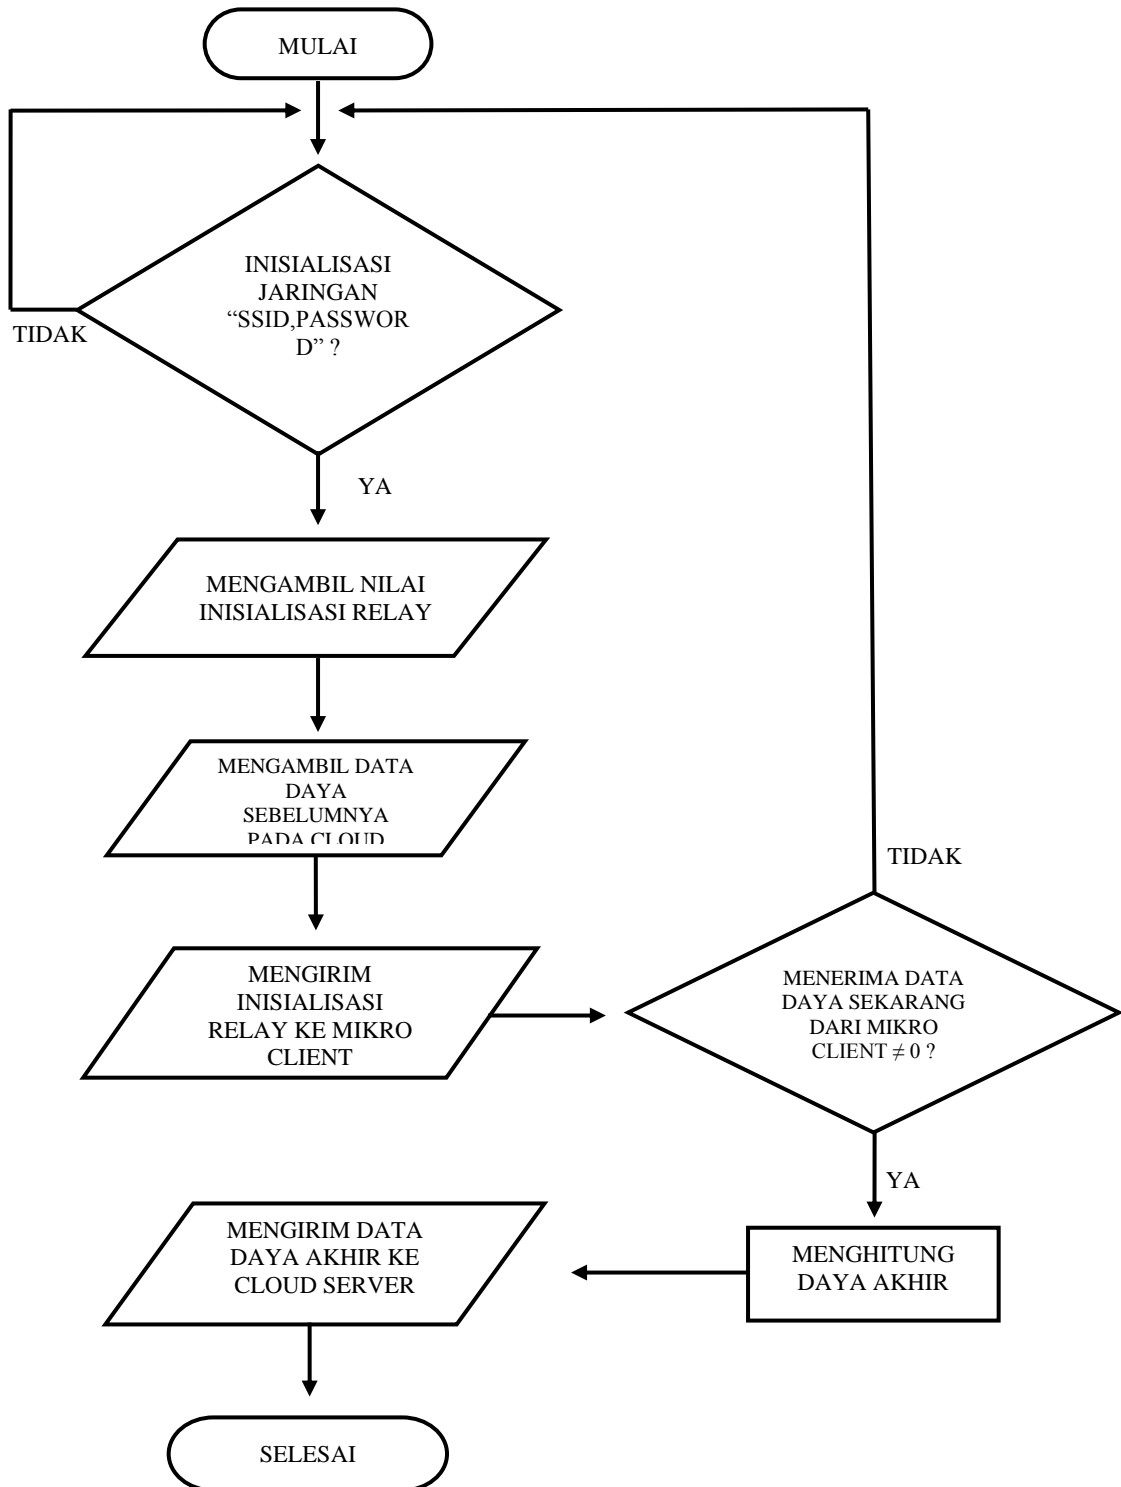 MULAI
INISIALISASI
JARINGAN
“SSID,PASSWOR
D” ?
TIDAK
YA
MENGAMBIL NILAI
INISIALISASI RELAY
MENGAMBIL DATA
DAYA
SEBELUMNYA
PADA CLOUD
MENGIRIM
INISIALISASI
RELAY KE MIKRO
CLIENT
TIDAK
MENERIMA DATA
DAYA SEKARANG
DARI MIKRO
CLIENT ≠ 0 ?
YA
MENGHITUNG
DAYA AKHIR
MENGIRIM DATA
DAYA AKHIR KE
CLOUD SERVER
SELESAI